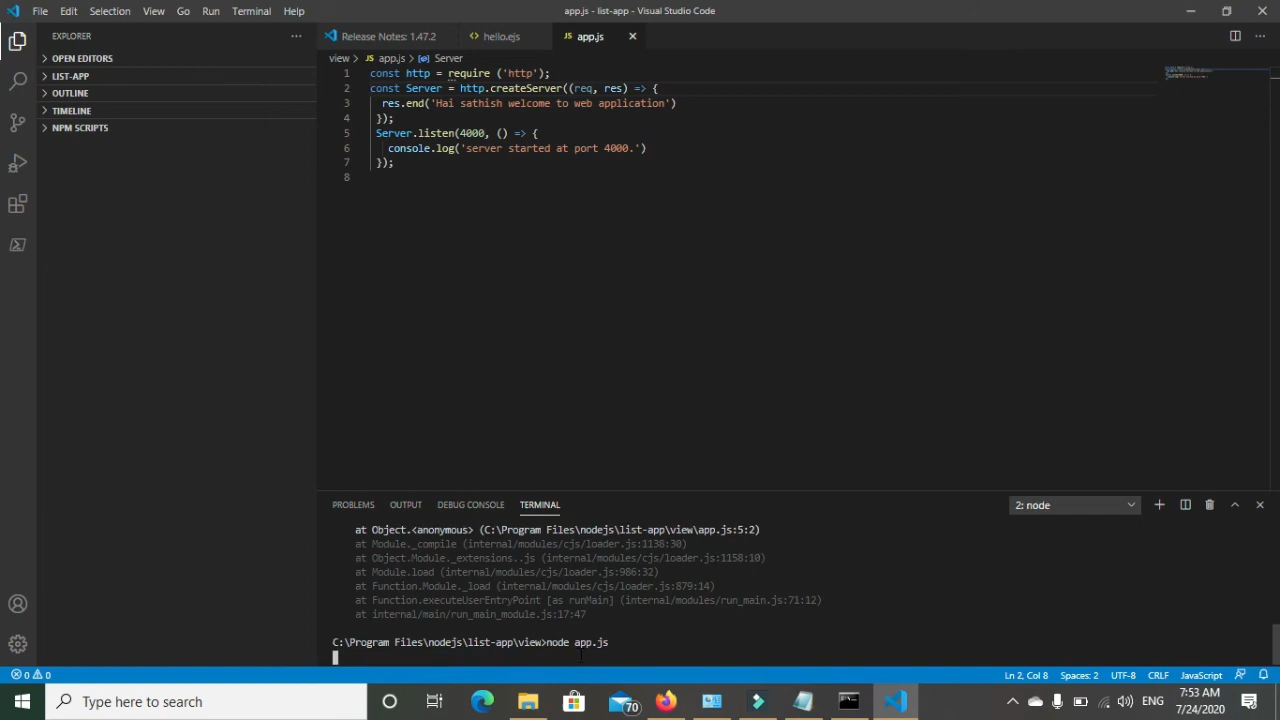 File Edit Selection View Go Run Terminal Help
app.js - list-app - Visual Studio Code
EXPLORER
OPEN EDITORS
LIST-APP
OUTLINE
TIMELINE
NPM SCRIPTS
Release Notes: 1.47.2
<> hello.ejs
JS app.js
view > JS app.js > Server
1 const http = require ('http');
2 const Server = http.createServer((req, res) => {
3 res.end('Hai sathish welcome to web application')
4 });
5 Server.listen(4000, () => {
6 console.log('server started at port 4000.')
7 });
8
PROBLEMS OUTPUT DEBUG CONSOLE TERMINAL
2: node
at Object.<anonymous> (C:\Program Files\nodejs\list-app\view\app.js:5:2)
at Module._compile (internal/modules/cjs/loader.js:1138:30)
at Object.Module._extensions..js (internal/modules/cjs/loader.js:1158:10)
at Module.load (internal/modules/cjs/loader.js:986:32)
at Function.Module._load (internal/modules/cjs/loader.js:879:14)
at Function.executeUserEntryPoint [as runMain] (internal/modules/run_main.js:71:12)
at internal/main/run_main_module.js:17:47
C:\Program Files\nodejs\list-app\view>node app.js
0 0
Ln 2, Col 8 Spaces: 2 UTF-8 CRLF JavaScript
Type here to search
70
ENG
7:53 AM
7/24/2020